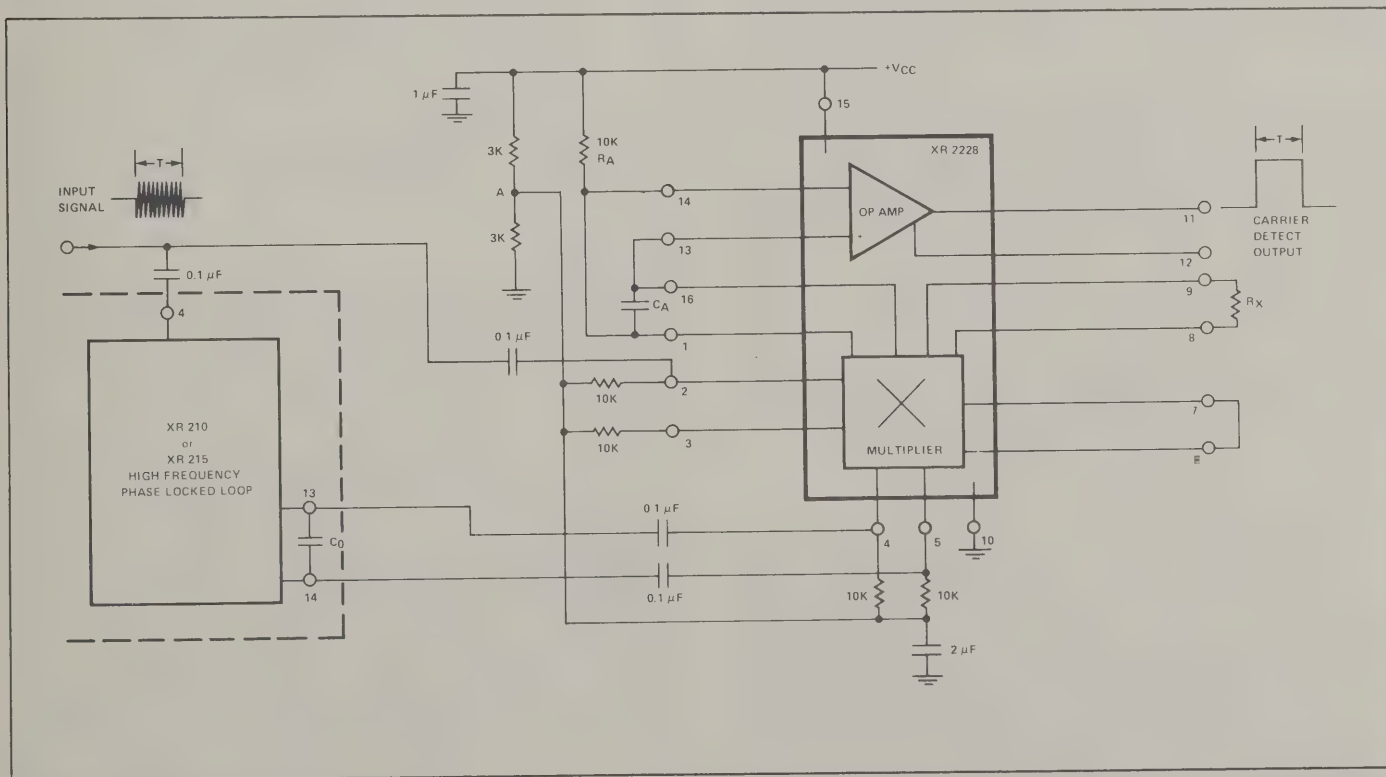 +VCC
1 µF
15
3K
10K
RA
XR 2228
T
T
INPUT
SIGNAL
A
14
OP AMP
+
11
CARRIER
DETECT
OUTPUT
3K
13
12
0.1 µF
16
CA
9
RX
4
1
8
0 1 µF
10K
2
7
10K
3
MULTIPLIER
XR 210
or
XR 215
HIGH FREQUENCY
PHASE LOCKED LOOP
13
0 1 µF
4
5
10
C0
14
0.1 µF
10K
10K
2 µF